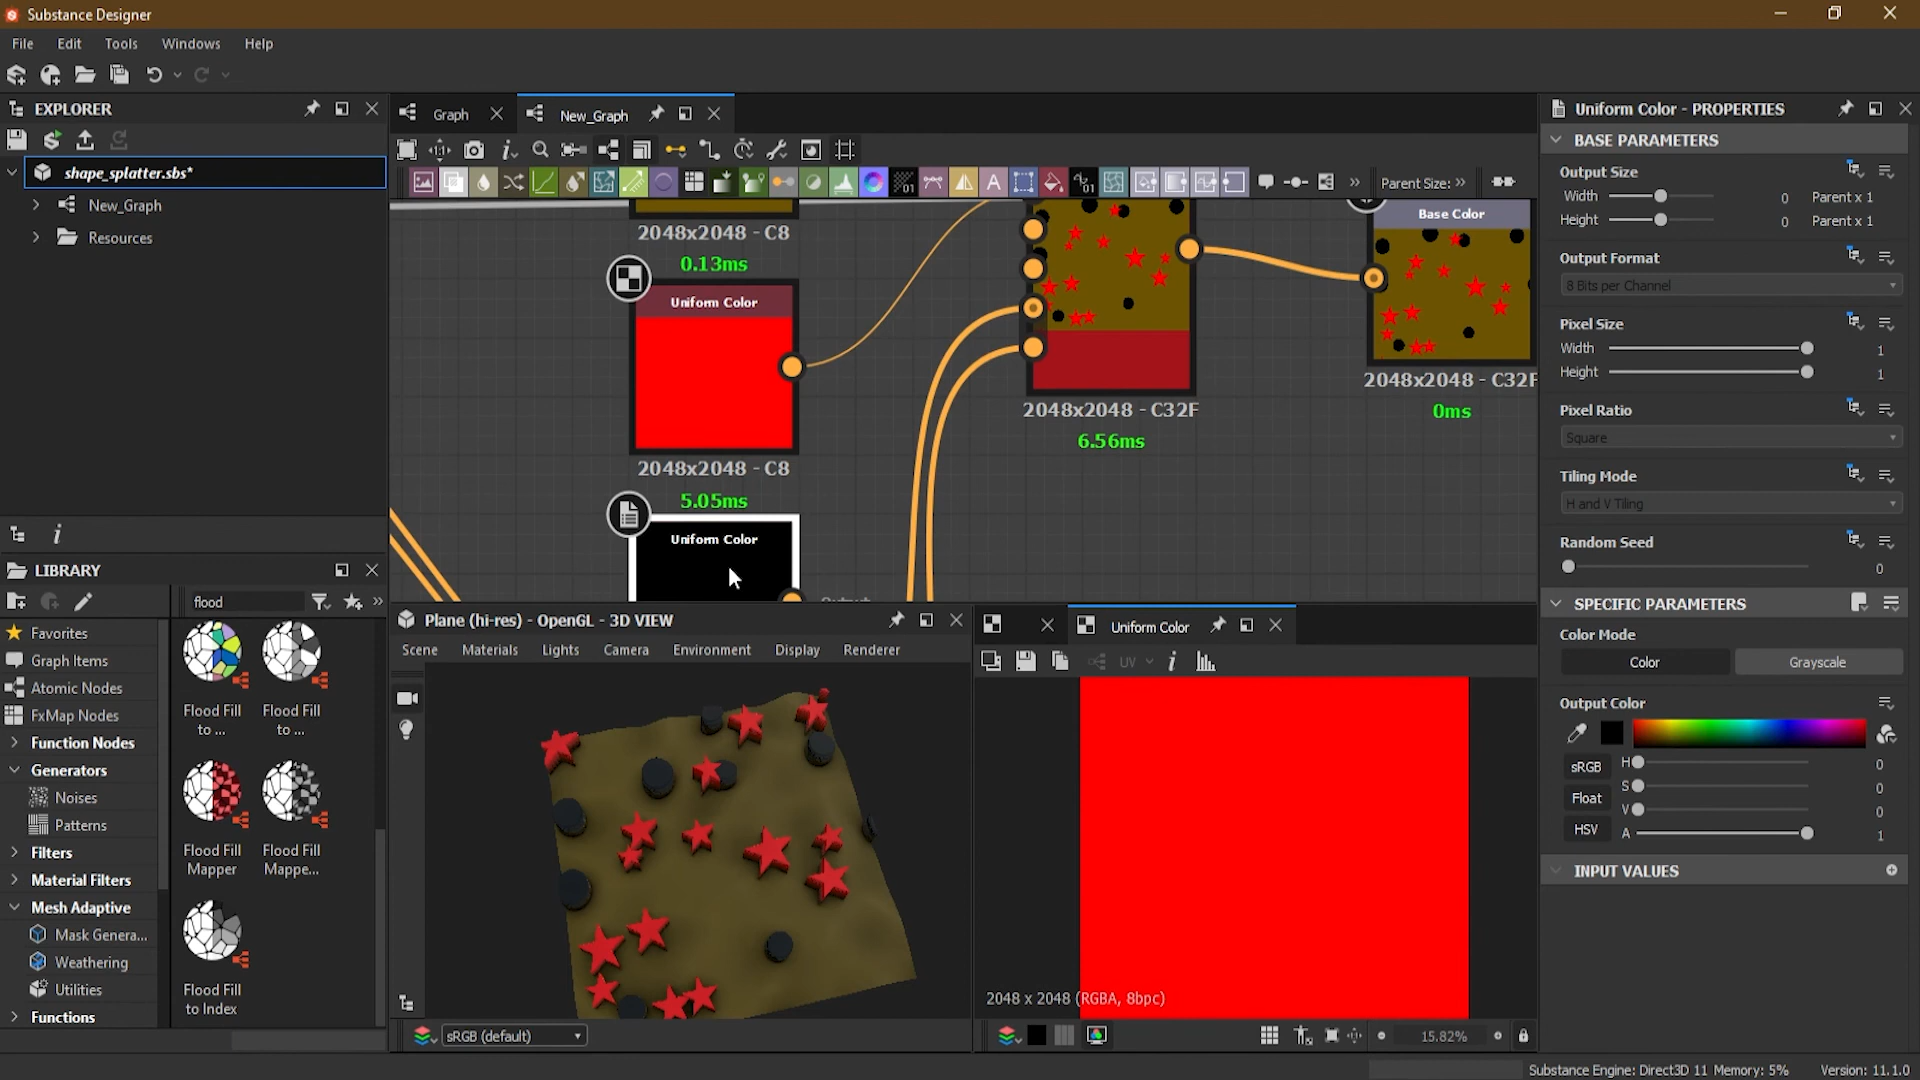 Substance Designer
File Edit Tools Windows Help
EXPLORER
shape_splatter.sbs*
New_Graph
Resources
LIBRARY
flood
Favorites
Graph Items
Atomic Nodes
FxMap Nodes
Function Nodes
Generators
Noises
Patterns
Filters
Material Filters
Mesh Adaptive
Mask Genera...
Weathering
Utilities
Functions
Flood Fill to ...
Flood Fill to ...
Flood Fill Mapper
Flood Fill Mappe...
Flood Fill to Index
Graph
New_Graph
Parent Size:
2048x2048 - C8
0.13ms
Uniform Color
2048x2048 - C8
5.05ms
Uniform Color
2048x2048 - C32F
6.56ms
Base Color
2048x2048 - C32F
0ms
Plane (hi-res) - OpenGL - 3D VIEW
Scene Materials Lights Camera Environment Display Renderer
sRGB (default)
Uniform Color
UV
2048 x 2048 (RGBA, 8bpc)
15.82%
Uniform Color - PROPERTIES
BASE PARAMETERS
Output Size
Width 0 Parent x 1
Height 0 Parent x 1
Output Format
8 Bits per Channel
Pixel Size
Width 1
Height 1
Pixel Ratio
Square
Tiling Mode
H and V Tiling
Random Seed
0
SPECIFIC PARAMETERS
Color Mode
Color Grayscale
Output Color
sRGB H 0
S 0
Float
V 0
HSV A 1
INPUT VALUES
Substance Engine: Direct3D 11 Memory: 5% Version: 11.1.0